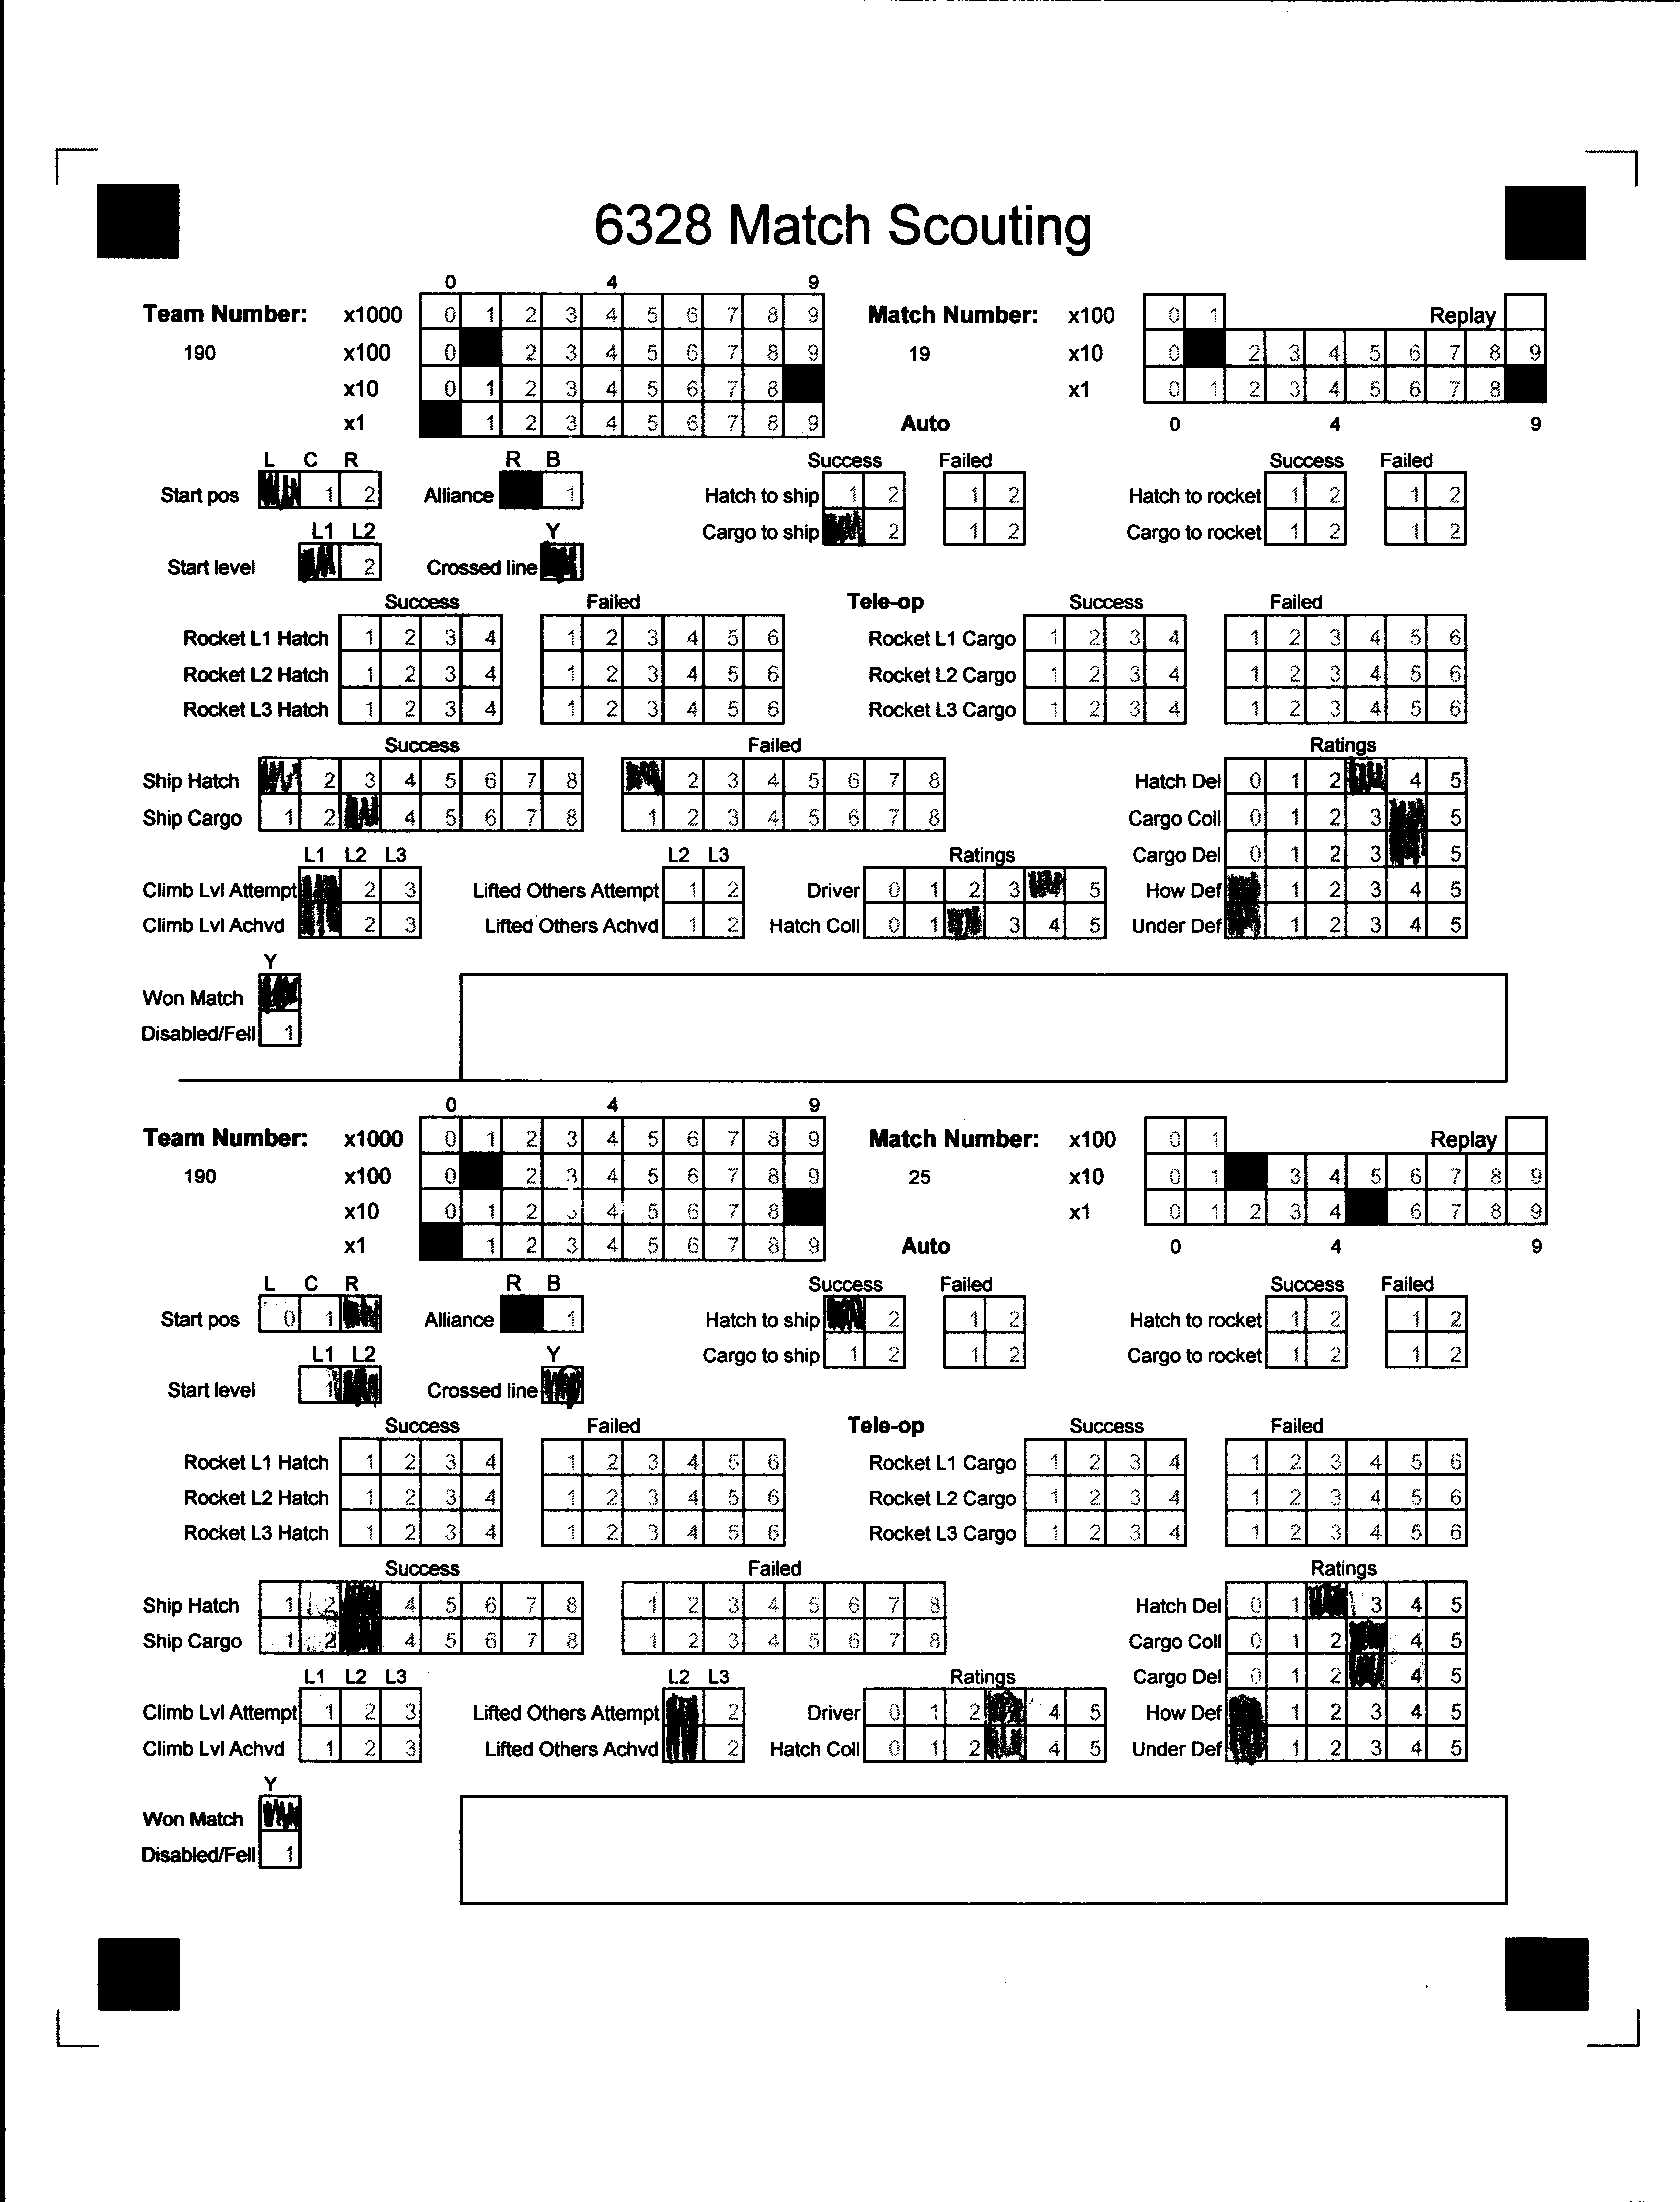 6328 Match Scouting
0 4 9
Team Number: x1000 0 1 2 3 4 5 6 7 8 9 Match Number: x100 0 1 Replay
190 x100 0 2 3 4 5 6 7 8 9 19 x10 0 2 3 4 5 6 7 8 9
x10 0 1 2 3 4 5 6 7 8 x1 0 1 2 3 4 5 6 7 8
x1 1 2 3 4 5 6 7 8 9 Auto 0 4 9
L C R R B Success Failed Success Failed
Start pos 1 2 Alliance 1 Hatch to ship 1 2 1 2 Hatch to rocket 1 2 1 2
L1 L2 Y Cargo to ship 2 1 2 Cargo to rocket 1 2 1 2
Start level 2 Crossed line
Success Failed Tele-op Success Failed
Rocket L1 Hatch 1 2 3 4 1 2 3 4 5 6 Rocket L1 Cargo 1 2 3 4 1 2 3 4 5 6
Rocket L2 Hatch 1 2 3 4 1 2 3 4 5 6 Rocket L2 Cargo 1 2 3 4 1 2 3 4 5 6
Rocket L3 Hatch 1 2 3 4 1 2 3 4 5 6 Rocket L3 Cargo 1 2 3 4 1 2 3 4 5 6
Success Failed Ratings
Ship Hatch 2 3 4 5 6 7 8 2 3 4 5 6 7 8 Hatch Del 0 1 2 4 5
Ship Cargo 1 2 4 5 6 7 8 1 2 3 4 5 6 7 8 Cargo Coll 0 1 2 3 5
L1 L2 L3 L2 L3 Ratings Cargo Del 0 1 2 3 5
Climb Lvl Attempt 2 3 Lifted Others Attempt 1 2 Driver 0 1 2 3 5 How Def 1 2 3 4 5
Climb Lvl Achvd 2 3 Lifted Others Achvd 1 2 Hatch Coll 0 1 3 4 5 Under Def 1 2 3 4 5
Y
Won Match
Disabled/Fell 1
0 4 9
Team Number: x1000 0 1 2 3 4 5 6 7 8 9 Match Number: x100 0 1 Replay
190 x100 0 2 3 4 5 6 7 8 9 25 x10 0 1 3 4 5 6 7 8 9
x10 0 1 2 3 4 5 6 7 8 x1 0 1 2 3 4 6 7 8 9
x1 1 2 3 4 5 6 7 8 9 Auto 0 4 9
L C R R B Success Failed Success Failed
Start pos 0 1 Alliance 1 Hatch to ship 2 1 2 Hatch to rocket 1 2 1 2
L1 L2 Y Cargo to ship 1 2 1 2 Cargo to rocket 1 2 1 2
Start level 1 Crossed line
Success Failed Tele-op Success Failed
Rocket L1 Hatch 1 2 3 4 1 2 3 4 5 6 Rocket L1 Cargo 1 2 3 4 1 2 3 4 5 6
Rocket L2 Hatch 1 2 3 4 1 2 3 4 5 6 Rocket L2 Cargo 1 2 3 4 1 2 3 4 5 6
Rocket L3 Hatch 1 2 3 4 1 2 3 4 5 6 Rocket L3 Cargo 1 2 3 4 1 2 3 4 5 6
Success Failed Ratings
Ship Hatch 1 2 4 5 6 7 8 1 2 3 4 5 6 7 8 Hatch Del 0 1 3 4 5
Ship Cargo 1 2 4 5 6 7 8 1 2 3 4 5 6 7 8 Cargo Coll 0 1 2 4 5
L1 L2 L3 L2 L3 Ratings Cargo Del 0 1 2 4 5
Climb Lvl Attempt 1 2 3 Lifted Others Attempt 2 Driver 0 1 2 4 5 How Def 1 2 3 4 5
Climb Lvl Achvd 1 2 3 Lifted Others Achvd 2 Hatch Coll 0 1 2 4 5 Under Def 1 2 3 4 5
Y
Won Match
Disabled/Fell 1